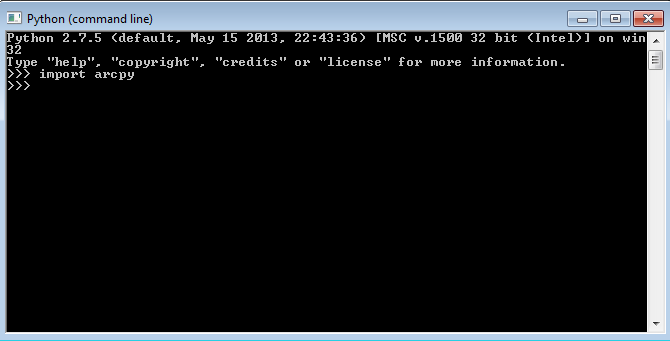 Python (command line)
Python 2.7.5 (default, May 15 2013, 22:43:36) [MSC v.1500 32 bit (Intel)] on win
32
Type "help", "copyright", "credits" or "license" for more information.
>>> import arcpy
>>>